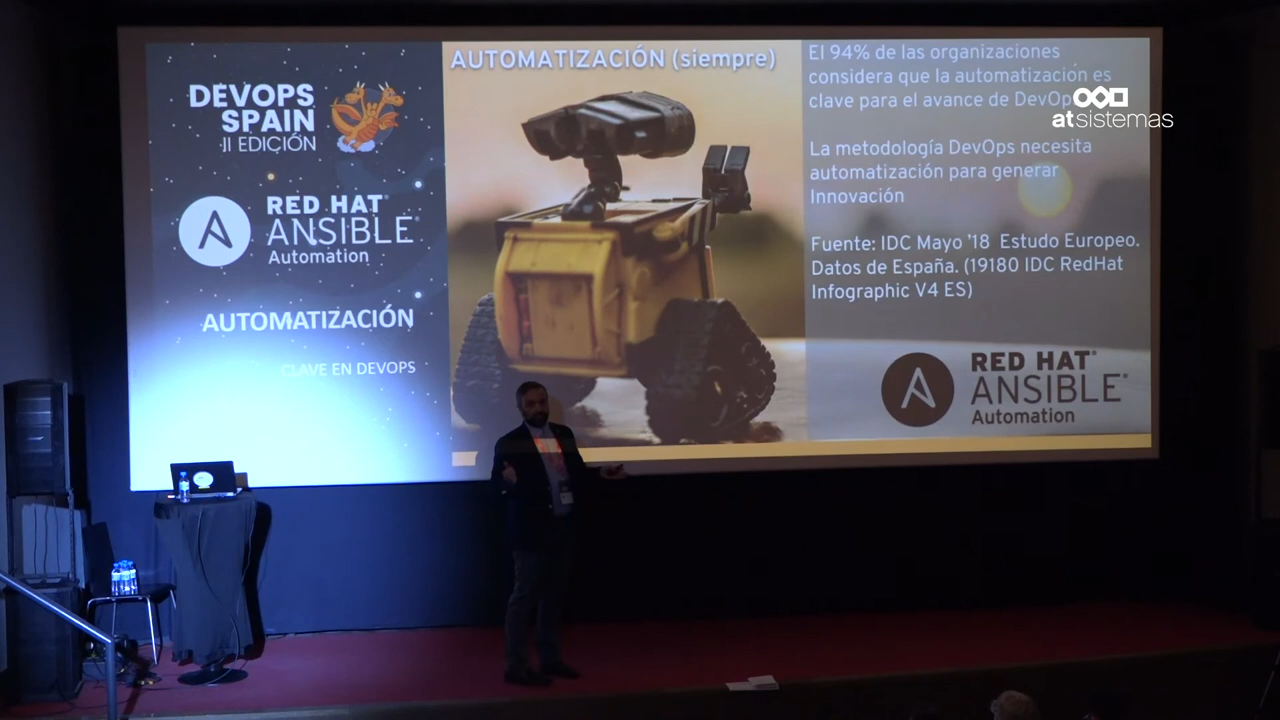 DEVOPS
SPAIN
II EDICIÓN
RED HAT®
ANSIBLE®
Automation
AUTOMATIZACIÓN
CLAVE EN DEVOPS
AUTOMATIZACIÓN (siempre)
El 94% de las organizaciones
considera que la automatizacion es
clave para el avance de DevOp
La metodología DevOps necesita
automatización para generar
Innovación
Fuente: IDC Mayo '18 Estudo Europeo.
Datos de España. (19180 IDC RedHat
Infographic V4 ES)
RED HAT®
ANSIBLE®
Automation
atsistemas